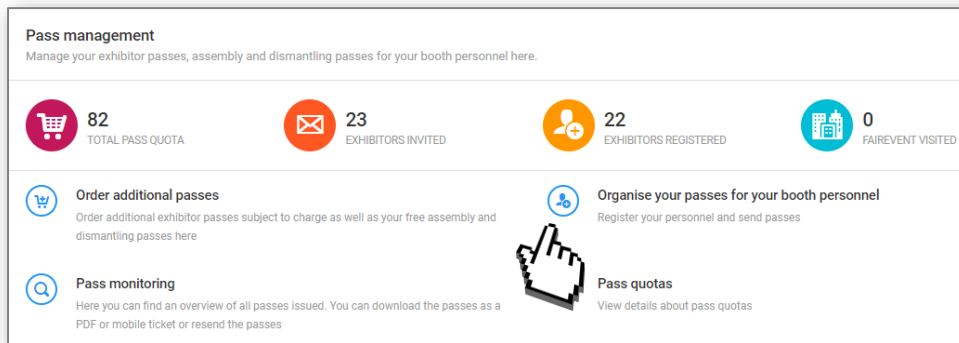 Pass management
Manage your exhibitor passes, assembly and dismantling passes for your booth personnel here.
82
TOTAL PASS QUOTA
23
EXHIBITORS INVITED
22
EXHIBITORS REGISTERED
0
FAIREVENT VISITED
Order additional passes
Order additional exhibitor passes subject to charge as well as your free assembly and
dismantling passes here
Organise your passes for your booth personnel
Register your personnel and send passes
Pass monitoring
Here you can find an overview of all passes issued. You can download the passes as a
PDF or mobile ticket or resend the passes
Pass quotas
View details about pass quotas